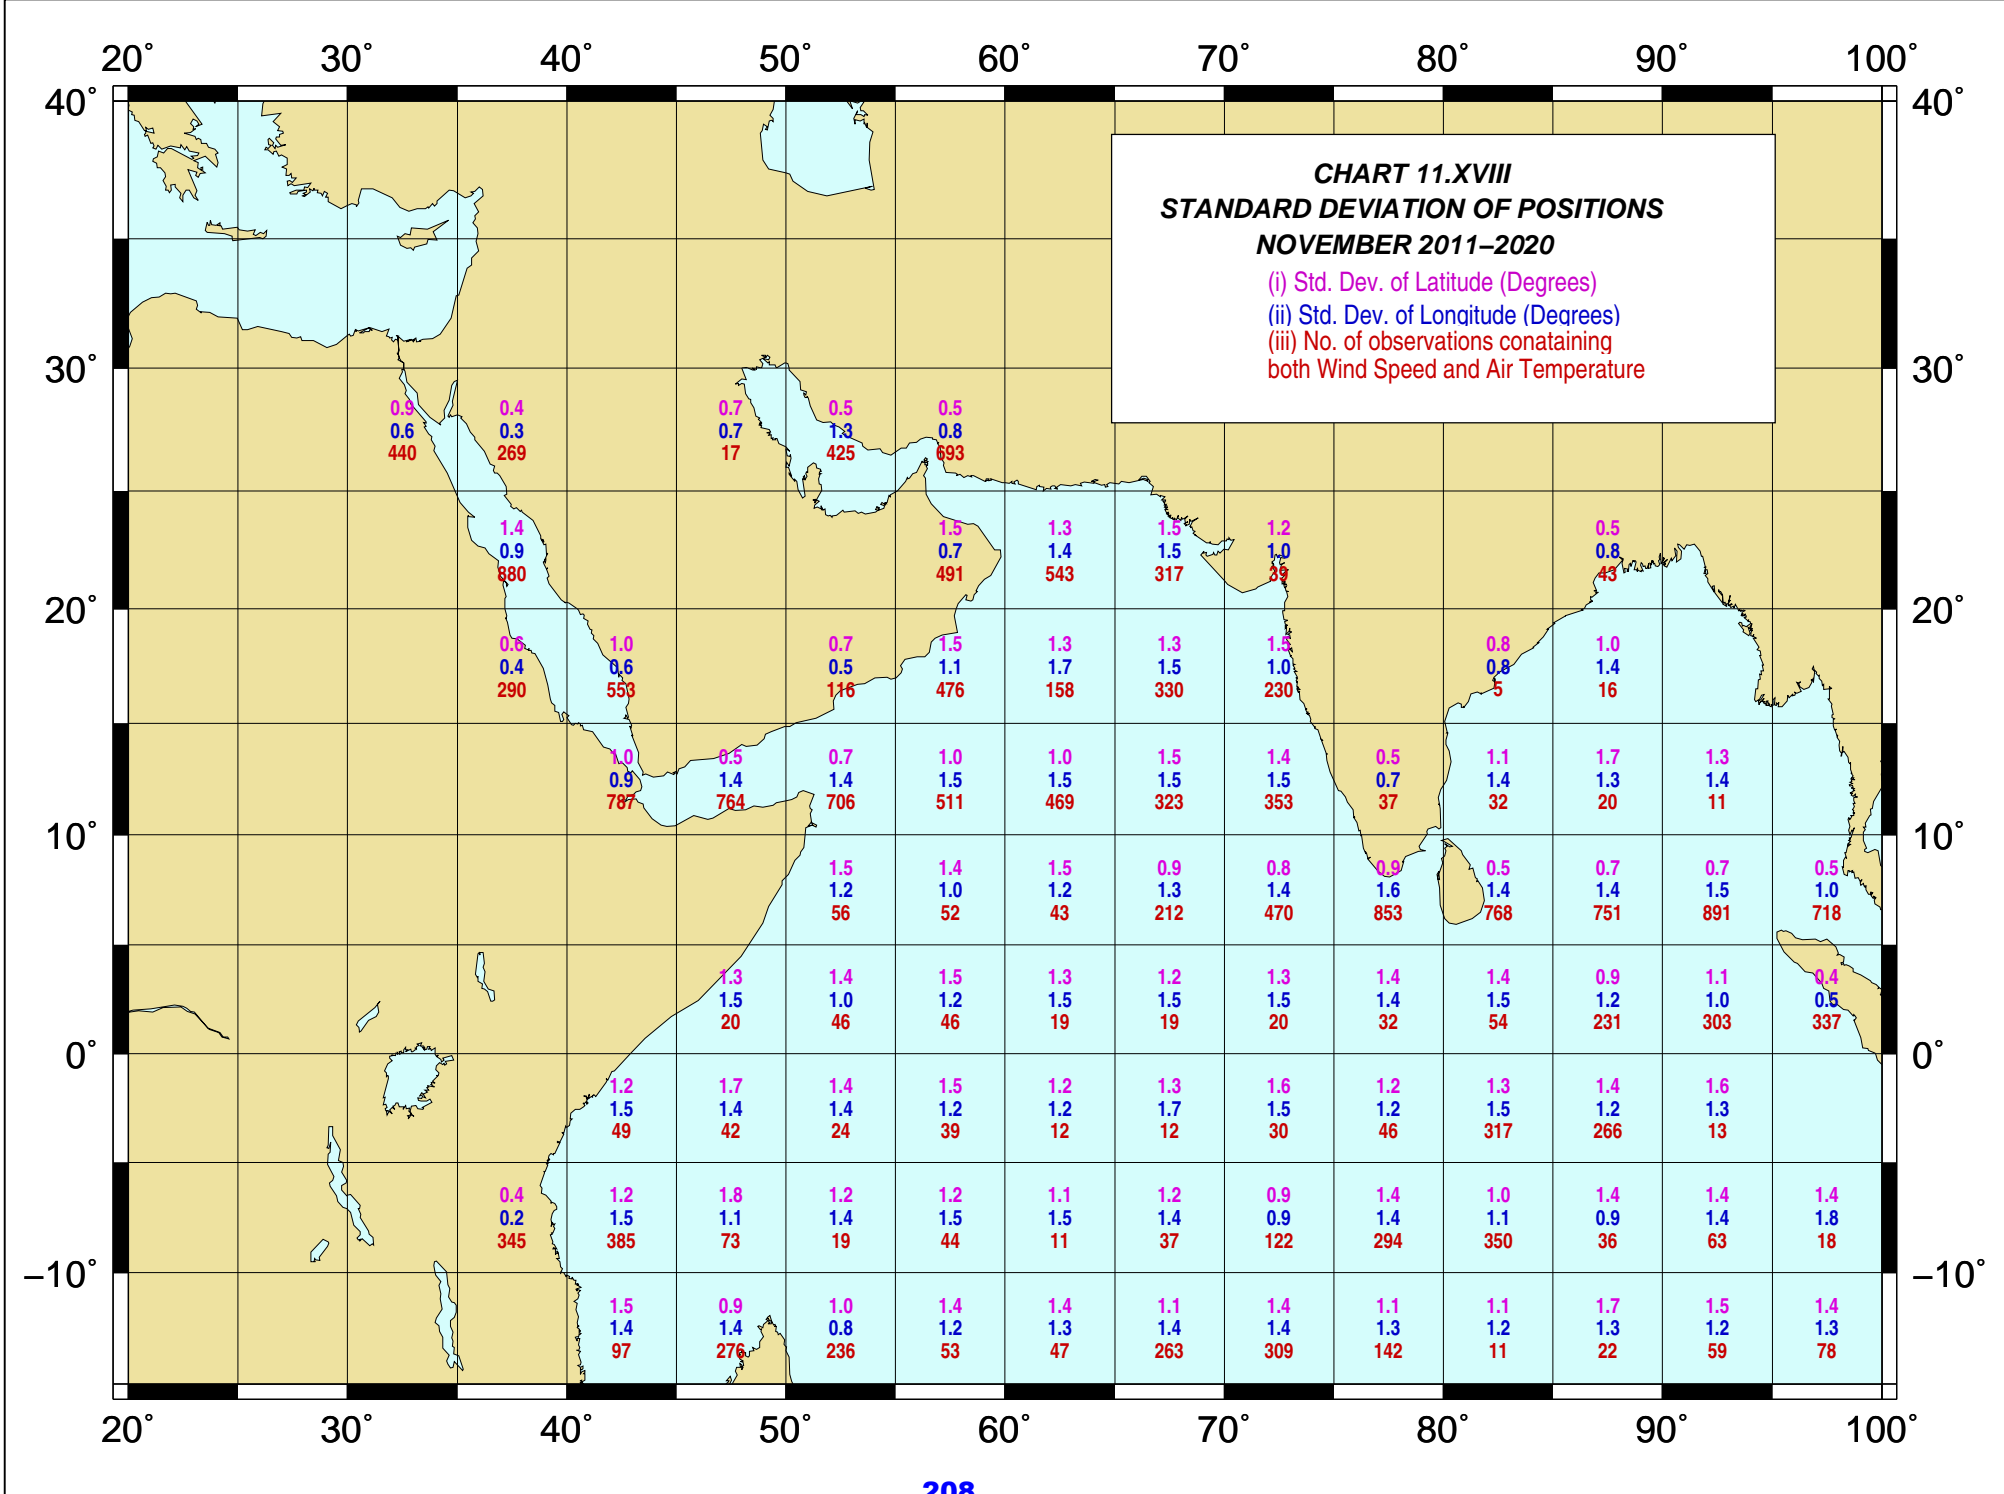 20° 30° 40° 50° 60° 70° 80° 90° 100°
40° 40°
CHART 11.XVIII
STANDARD DEVIATION OF POSITIONS
NOVEMBER 2011–2020
(i) Std. Dev. of Latitude (Degrees)
(ii) Std. Dev. of Longitude (Degrees)
(iii) No. of observations conataining
both Wind Speed and Air Temperature
30° 30°
0.9 0.4 0.7 0.5 0.5
0.6 0.3 0.7 1.3 0.8
440 269 17 425 693
1.4 1.5 1.3 1.5 1.2 0.5
0.9 0.7 1.4 1.5 1.0 0.8
880 491 543 317 39 43
20° 20°
0.6 1.0 0.7 1.5 1.3 1.3 1.5 0.8 1.0
0.4 0.6 0.5 1.1 1.7 1.5 1.0 0.8 1.4
290 553 116 476 158 330 230 5 16
1.0 0.5 0.7 1.0 1.0 1.5 1.4 0.5 1.1 1.7 1.3
0.9 1.4 1.4 1.5 1.5 1.5 1.5 0.7 1.4 1.3 1.4
787 764 706 511 469 323 353 37 32 20 11
10° 10°
1.5 1.4 1.5 0.9 0.8 0.9 0.5 0.7 0.7 0.5
1.2 1.0 1.2 1.3 1.4 1.6 1.4 1.4 1.5 1.0
56 52 43 212 470 853 768 751 891 718
1.3 1.4 1.5 1.3 1.2 1.3 1.4 1.4 0.9 1.1 0.4
1.5 1.0 1.2 1.5 1.5 1.5 1.4 1.5 1.2 1.0 0.5
20 46 46 19 19 20 32 54 231 303 337
0° 0°
1.2 1.7 1.4 1.5 1.2 1.3 1.6 1.2 1.3 1.4 1.6
1.5 1.4 1.4 1.2 1.2 1.7 1.5 1.2 1.5 1.2 1.3
49 42 24 39 12 12 30 46 317 266 13
0.4 1.2 1.8 1.2 1.2 1.1 1.2 0.9 1.4 1.0 1.4 1.4 1.4
0.2 1.5 1.1 1.4 1.5 1.5 1.4 0.9 1.4 1.1 0.9 1.4 1.8
345 385 73 19 44 11 37 122 294 350 36 63 18
–10° –10°
1.5 0.9 1.0 1.4 1.4 1.1 1.4 1.1 1.1 1.7 1.5 1.4
1.4 1.4 0.8 1.2 1.3 1.4 1.4 1.3 1.2 1.3 1.2 1.3
97 276 236 53 47 263 309 142 11 22 59 78
20° 30° 40° 50° 60° 70° 80° 90° 100°
208